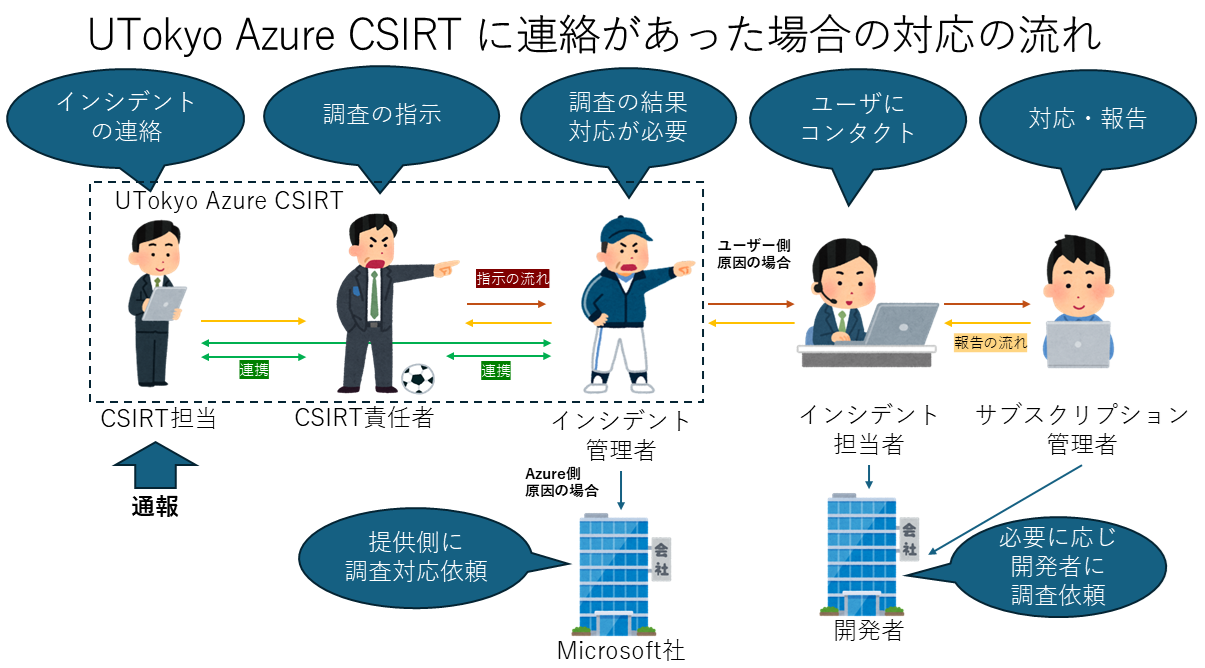 UTokyo Azure CSIRT に連絡があった場合の対応の流れ
インシデント
の連絡
調査の指示
調査の結果
対応が必要
ユーザに
コンタクト
対応・報告
UTokyo Azure CSIRT
ユーザー側
原因の場合
指示の流れ
報告の流れ
連携
連携
CSIRT担当
CSIRT責任者
インシデント
管理者
インシデント
担当者
サブスクリプション
管理者
通報
Azure側
原因の場合
提供側に
調査対応依頼
会社
Microsoft社
会社
必要に応じ
開発者に
調査依頼
開発者